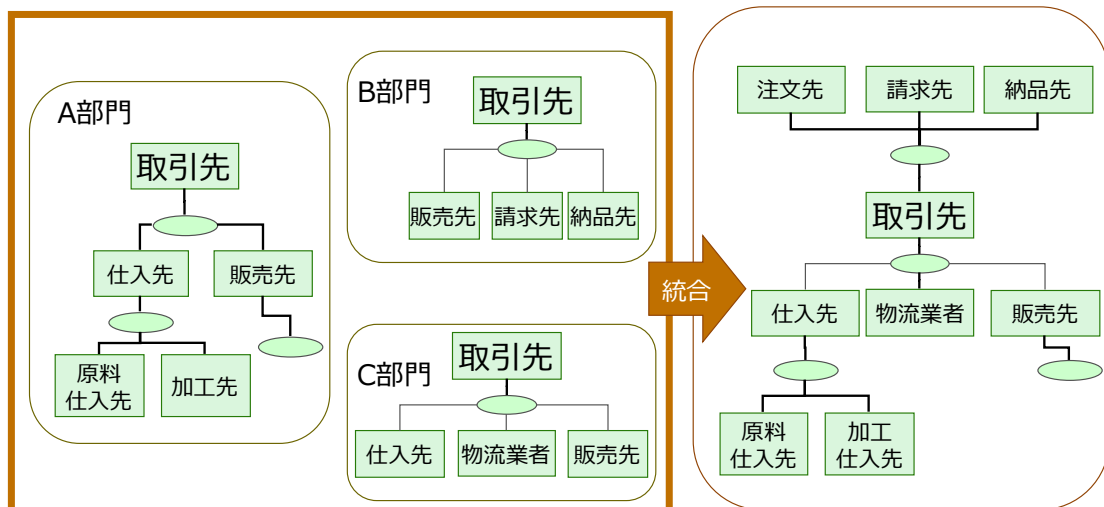 A部門
取引先
仕入先
販売先
原料
仕入先
加工先
B部門
取引先
販売先
請求先
納品先
C部門
取引先
仕入先
物流業者
販売先
統合
注文先
請求先
納品先
取引先
仕入先
物流業者
販売先
原料
仕入先
加工
仕入先